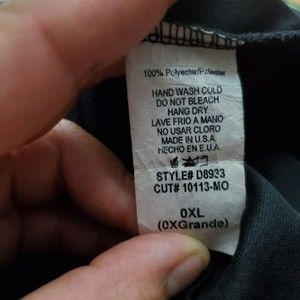 100% Polyester/Poliester
HAND WASH COLD
DO NOT BLEACH
HANG DRY
LAVE FRIO A MANO
NO USAR CLORO
MADE IN U.S.A.
HECHO EN E.U.A.
STYLE# D8933
CUT# 10113-MO
0XL
(0XGrande)